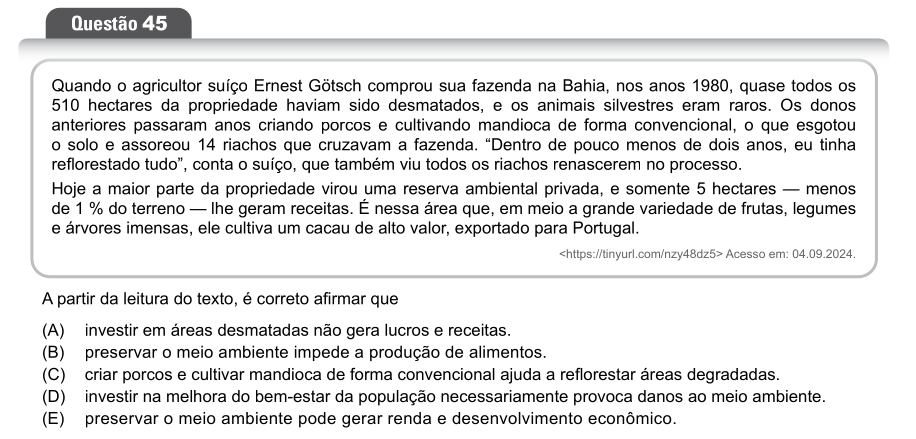 Questão 45
Quando o agricultor suíço Ernest Götsch comprou sua fazenda na Bahia, nos anos 1980, quase todos os
510 hectares da propriedade haviam sido desmatados, e os animais silvestres eram raros. Os donos
anteriores passaram anos criando porcos e cultivando mandioca de forma convencional, o que esgotou
o solo e assoreou 14 riachos que cruzavam a fazenda. “Dentro de pouco menos de dois anos, eu tinha
reflorestado tudo”, conta o suíço, que também viu todos os riachos renascerem no processo.
Hoje a maior parte da propriedade virou uma reserva ambiental privada, e somente 5 hectares — menos
de 1 % do terreno — lhe geram receitas. É nessa área que, em meio a grande variedade de frutas, legumes
e árvores imensas, ele cultiva um cacau de alto valor, exportado para Portugal.
<https://tinyurl.com/nzy48dz5> Acesso em: 04.09.2024.
A partir da leitura do texto, é correto afirmar que
(A) investir em áreas desmatadas não gera lucros e receitas.
(B) preservar o meio ambiente impede a produção de alimentos.
(C) criar porcos e cultivar mandioca de forma convencional ajuda a reflorestar áreas degradadas.
(D) investir na melhora do bem-estar da população necessariamente provoca danos ao meio ambiente.
(E) preservar o meio ambiente pode gerar renda e desenvolvimento econômico.